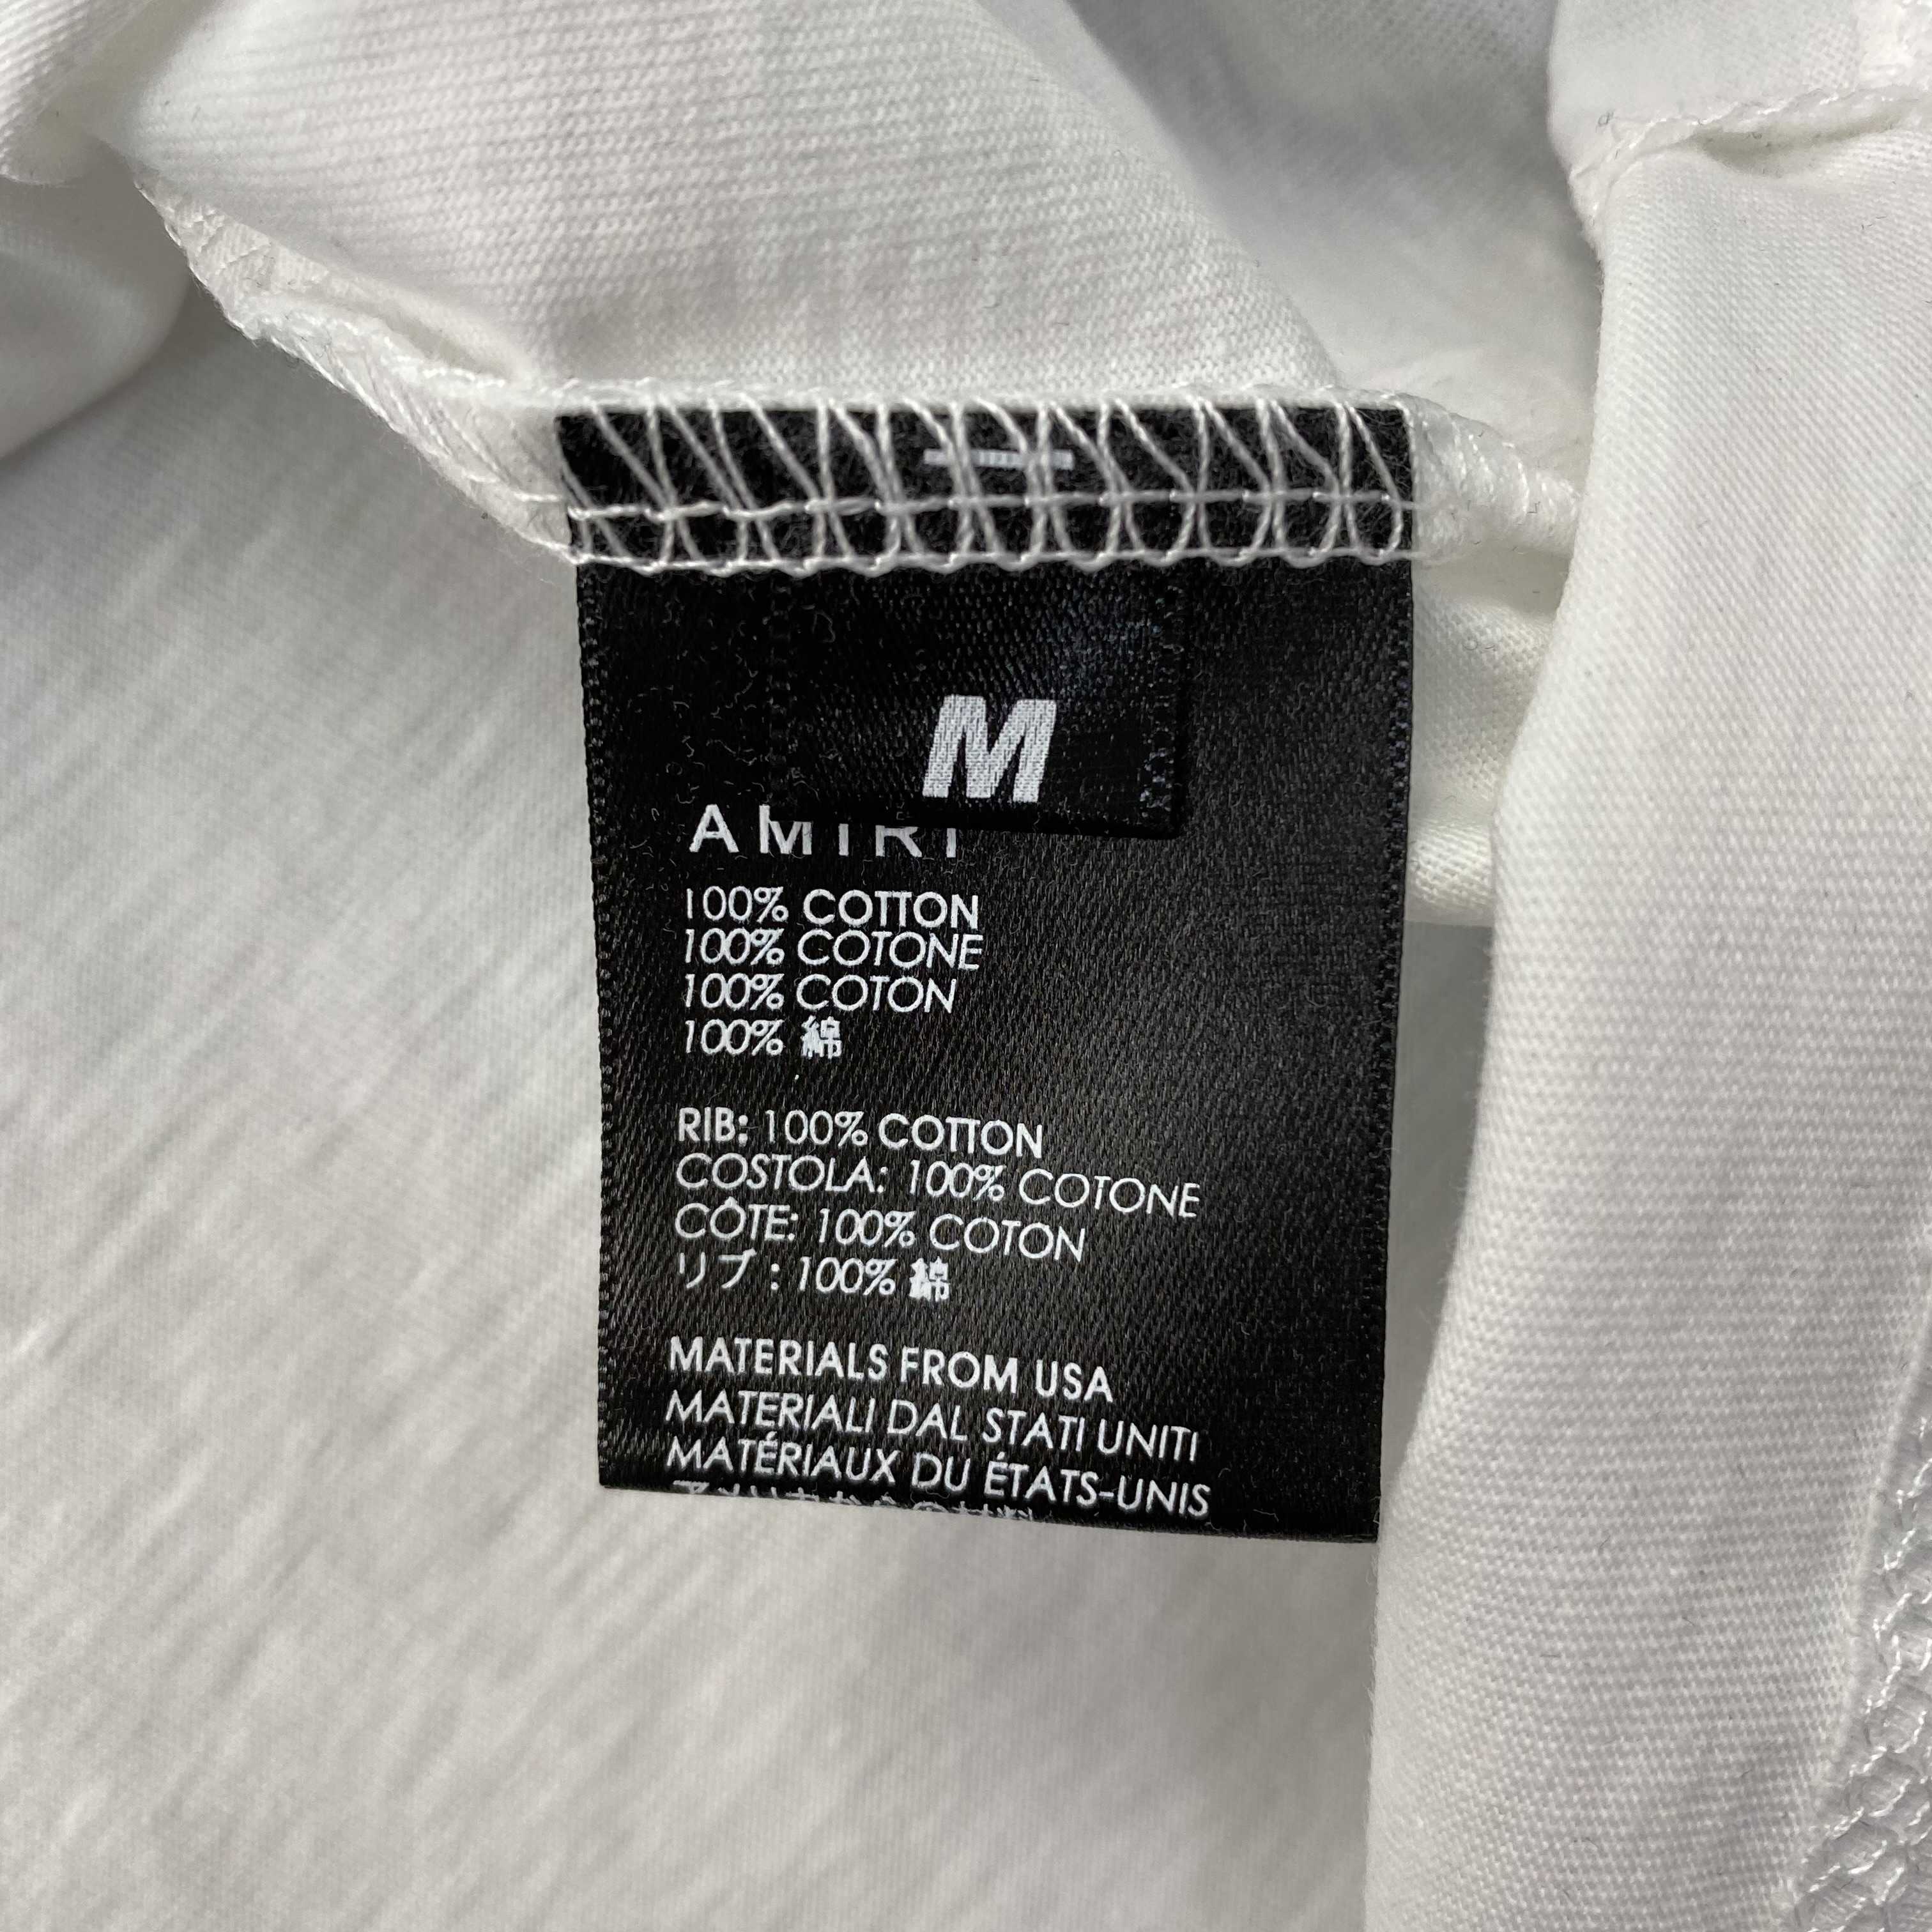 M
AMIRI
100% COTTON
100% COTONE
100% COTON
100% 綿
RIB: 100% COTTON
COSTOLA: 100% COTONE
CÔTE: 100% COTON
リブ : 100% 綿
MATERIALS FROM USA
MATERIALI DAL STATI UNITI
MATÉRIAUX DU ÉTATS-UNIS